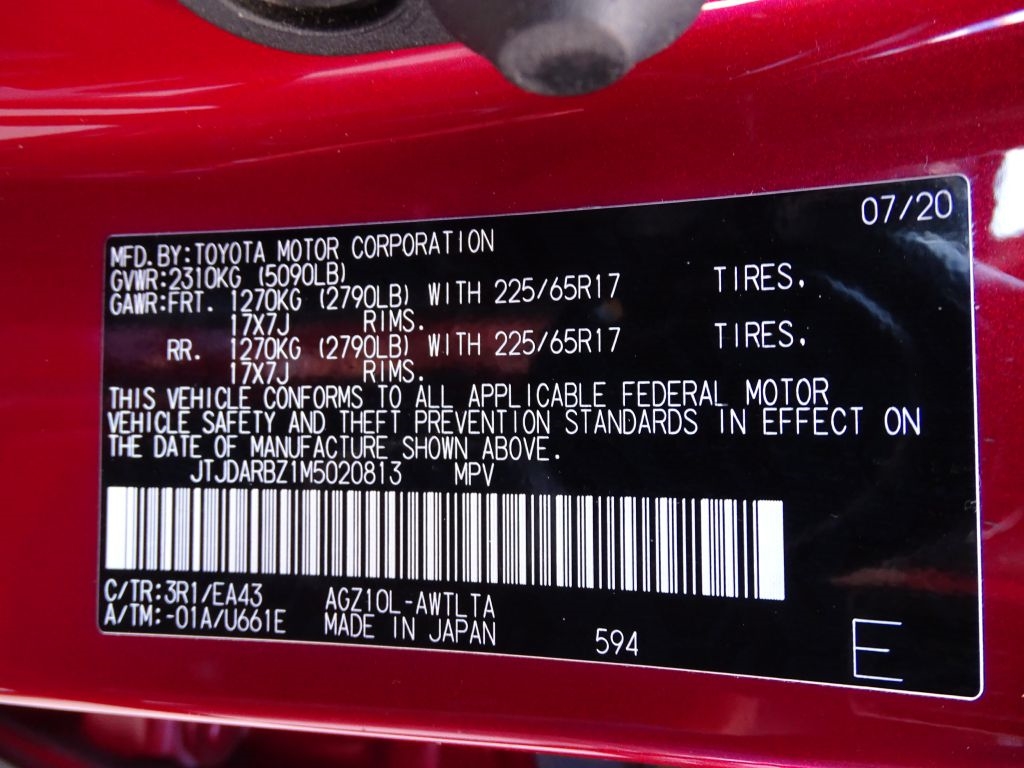 07/20
MFD. BY: TOYOTA MOTOR CORPORATION
GVWR: 2310KG (5090LB)
GAWR: FRT. 1270KG (2790LB) WITH 225/65R17 TIRES.
17X7J RIMS.
RR. 1270KG (2790LB) WITH 225/65R17 TIRES.
17X7J RIMS.
THIS VEHICLE CONFORMS TO ALL APPLICABLE FEDERAL MOTOR
VEHICLE SAFETY AND THEFT PREVENTION STANDARDS IN EFFECT ON
THE DATE OF MANUFACTURE SHOWN ABOVE.
JTJDARBZ1M5020813 MPV
C/TR: 3R1/EA43 AGZ10L-AWTLTA
A/TM: -01A/U661E MADE IN JAPAN 594 E